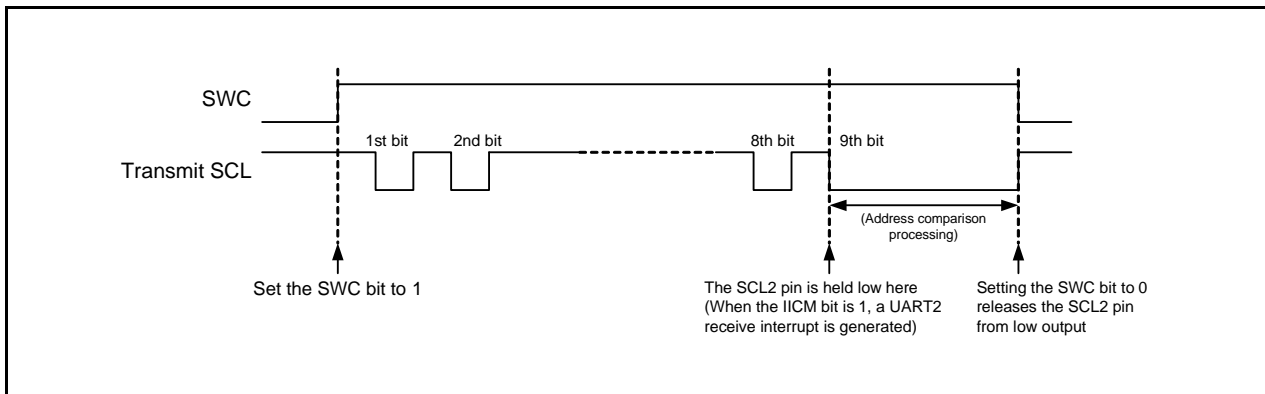 SWC
1st bit 2nd bit 8th bit 9th bit
Transmit SCL
(Address comparison
processing)
Set the SWC bit to 1
The SCL2 pin is held low here
(When the IICM bit is 1, a UART2
receive interrupt is generated)
Setting the SWC bit to 0
releases the SCL2 pin
from low output